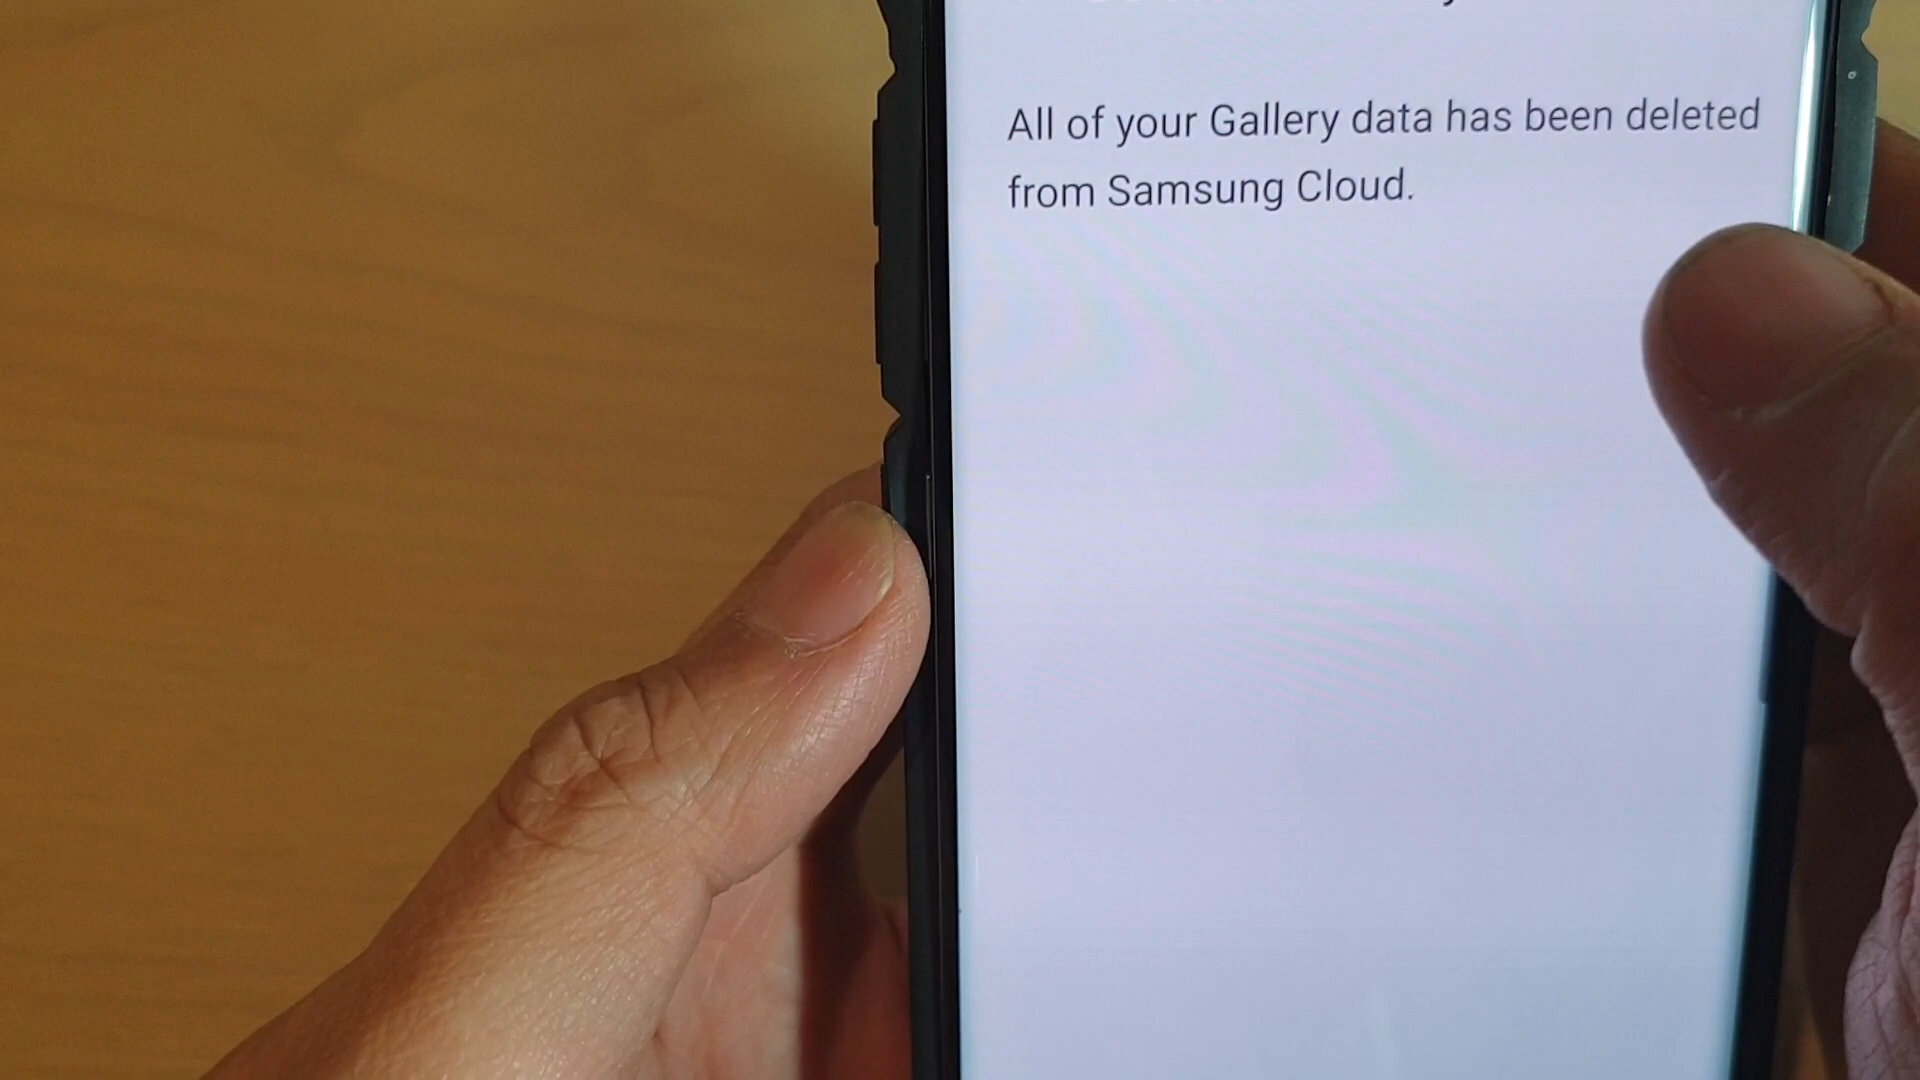 All of your Gallery data has been deleted
from Samsung Cloud.